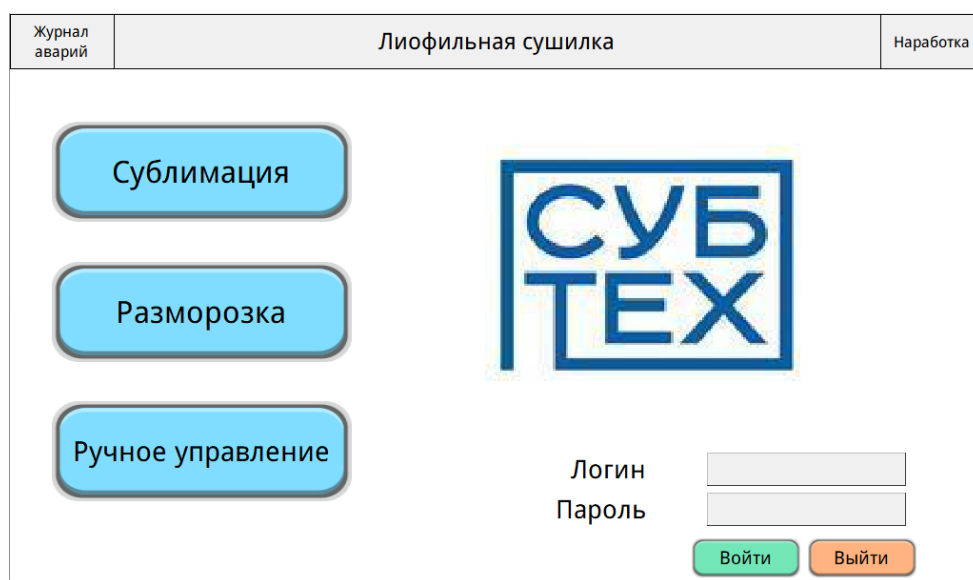 Журнал
аварий
Лиофильная сушилка
Наработка
Сублимация
Разморозка
Ручное управление
СУБ
ТЕХ
Логин
Пароль
Войти
Выйти